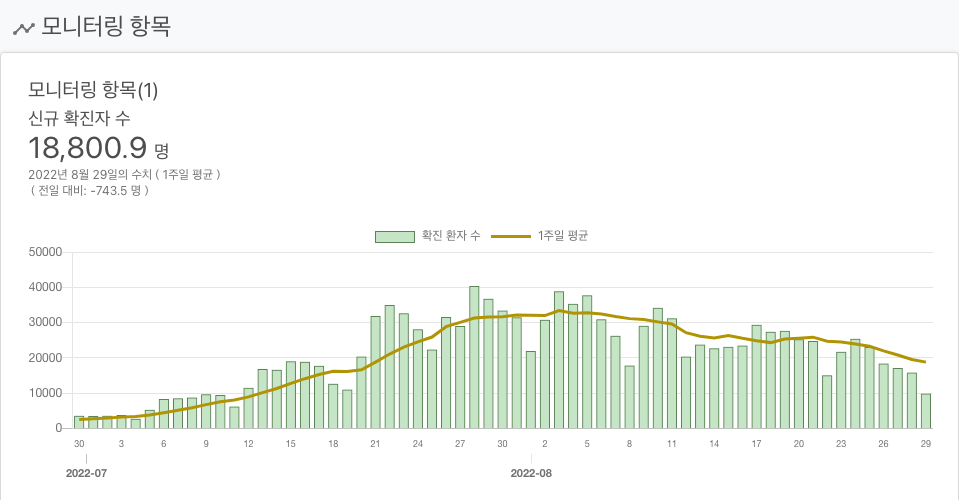 모니터링 항목
모니터링 항목(1)
신규 확진자 수
18,800.9 명
2022년 8월 29일의 수치 ( 1주일 평균 )
( 전일 대비: -743.5 명 )
확진 환자 수 1주일 평균
50000
40000
30000
20000
10000
0
30 3 6 9 12 15 18 21 24 27 30 2 5 8 11 14 17 20 23 26 29
2022-07 2022-08